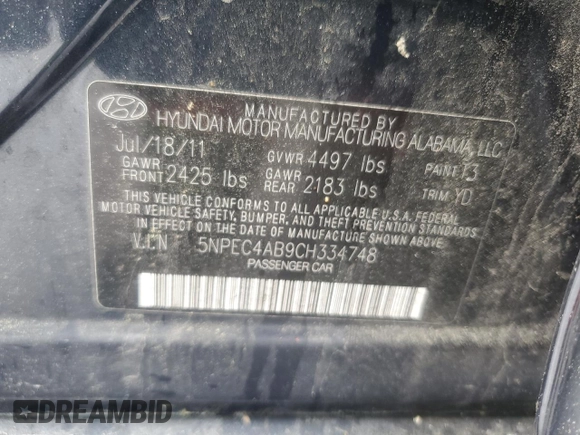 MANUFACTURED BY
HYUNDAI MOTOR MANUFACTURING ALABAMA, LLC
Jul/18/11 GVWR 4497 lbs PAINT Z3
GAWR FRONT 2425 lbs GAWR REAR 2183 lbs TRIM YD
THIS VEHICLE CONFORMS TO ALL APPLICABLE U.S.A. FEDERAL
MOTOR VEHICLE SAFETY, BUMPER, AND THEFT STANDARDS
IN EFFECT ON THE DATE OF MANUFACTURE SHOWN ABOVE.
V.I.N 5NPEC4AB9CH334748
PASSENGER CAR
DREAMBID